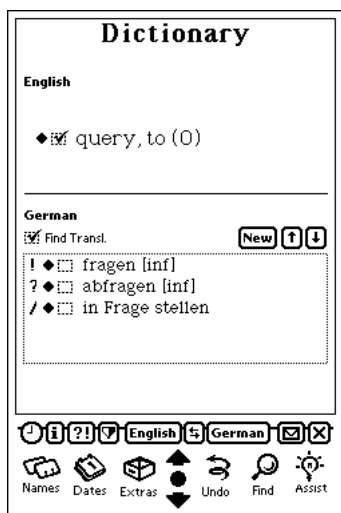 Dictionary
English
query, to (0)
German
Find Transl.
New
! fragen [inf]
? abfragen [inf]
/ in Frage stellen
i ?! English German
Names Dates Extras Undo Find Assist